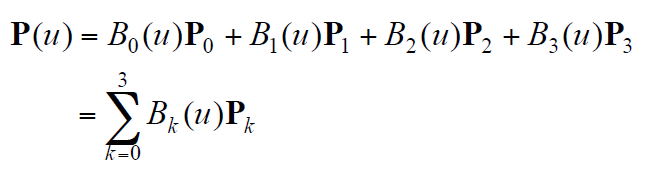 P(u) = B₀(u)P₀ + B₁(u)P₁ + B₂(u)P₂ + B₃(u)P₃
= ∑_{k=0}^{3} Bₖ(u)Pₖ